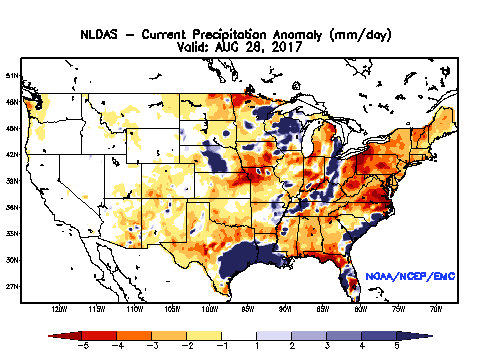 NLDAS - Current Precipitation Anomaly (mm/day)
Valid: AUG 28, 2017
51N
48N
45N
42N
39N
36N
33N
30N
27N
NOAA/NCEP/EMC
120W 115W 110W 105W 100W 95W 90W 85W 80W 75W 70W
-5 -4 -3 -2 -1 1 2 3 4 5